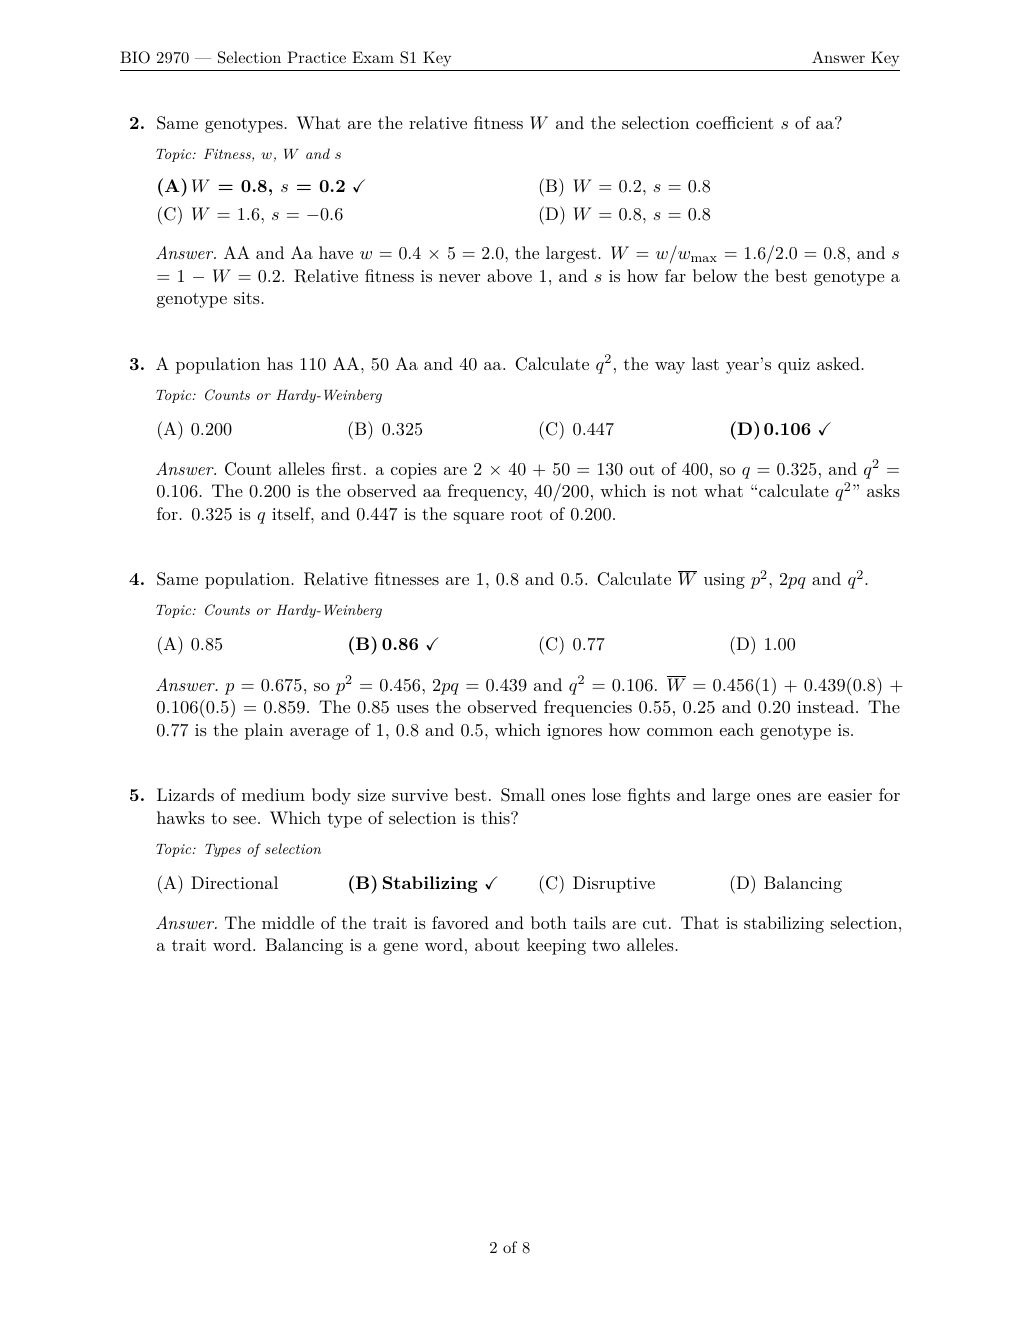 BIO 2970 — Selection Practice Exam S1 Key Answer Key
2. Same genotypes. What are the relative fitness W and the selection coefficient s of aa?
Topic: Fitness, w, W and s
(A) W = 0.8, s = 0.2 ✓ (B) W = 0.2, s = 0.8
(C) W = 1.6, s = −0.6 (D) W = 0.8, s = 0.8
Answer. AA and Aa have w = 0.4 × 5 = 2.0, the largest. W = w/w_max = 1.6/2.0 = 0.8, and s
= 1 − W = 0.2. Relative fitness is never above 1, and s is how far below the best genotype a
genotype sits.
3. A population has 110 AA, 50 Aa and 40 aa. Calculate q², the way last year's quiz asked.
Topic: Counts or Hardy-Weinberg
(A) 0.200 (B) 0.325 (C) 0.447 (D) 0.106 ✓
Answer. Count alleles first. a copies are 2 × 40 + 50 = 130 out of 400, so q = 0.325, and q² =
0.106. The 0.200 is the observed aa frequency, 40/200, which is not what “calculate q²” asks
for. 0.325 is q itself, and 0.447 is the square root of 0.200.
4. Same population. Relative fitnesses are 1, 0.8 and 0.5. Calculate W̅ using p², 2pq and q².
Topic: Counts or Hardy-Weinberg
(A) 0.85 (B) 0.86 ✓ (C) 0.77 (D) 1.00
Answer. p = 0.675, so p² = 0.456, 2pq = 0.439 and q² = 0.106. W̅ = 0.456(1) + 0.439(0.8) +
0.106(0.5) = 0.859. The 0.85 uses the observed frequencies 0.55, 0.25 and 0.20 instead. The
0.77 is the plain average of 1, 0.8 and 0.5, which ignores how common each genotype is.
5. Lizards of medium body size survive best. Small ones lose fights and large ones are easier for
hawks to see. Which type of selection is this?
Topic: Types of selection
(A) Directional (B) Stabilizing ✓ (C) Disruptive (D) Balancing
Answer. The middle of the trait is favored and both tails are cut. That is stabilizing selection,
a trait word. Balancing is a gene word, about keeping two alleles.
2 of 8